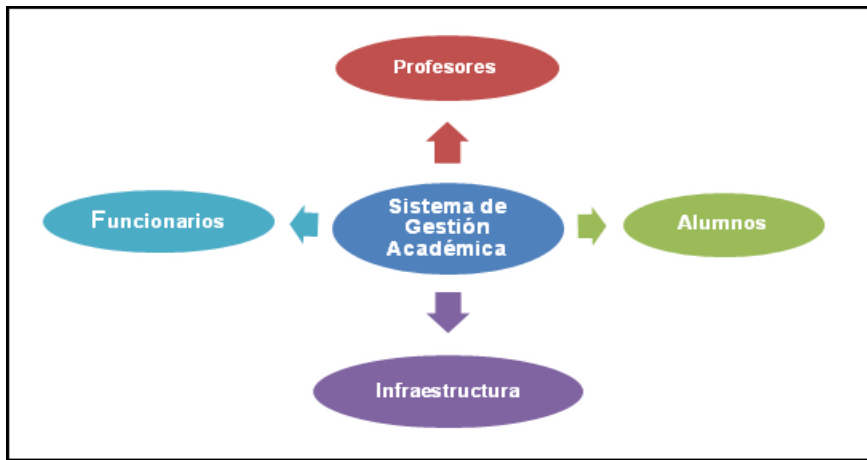 Profesores
Funcionarios
Sistema de
Gestión
Académica
Alumnos
Infraestructura